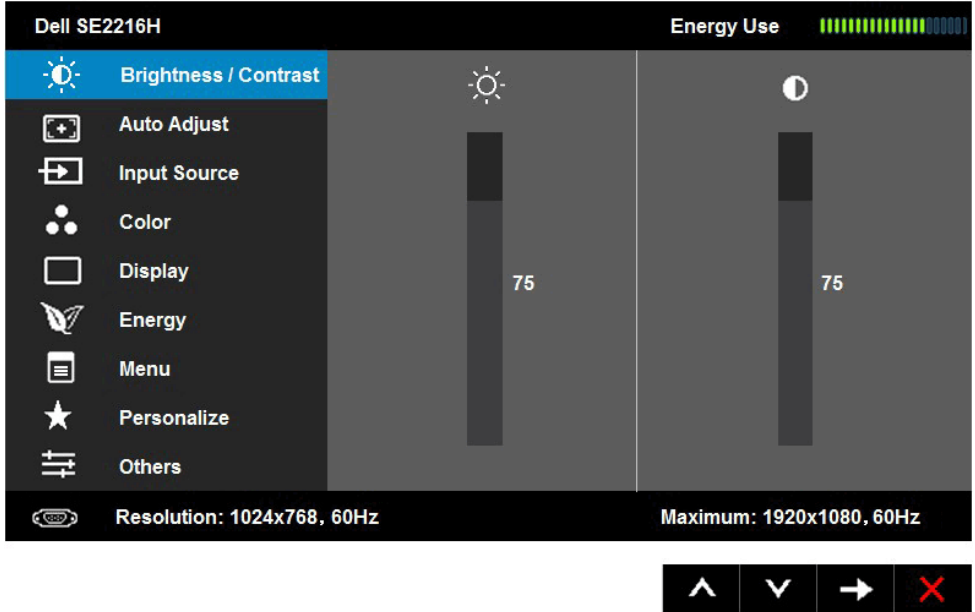 Dell SE2216H Energy Use
Brightness / Contrast
Auto Adjust
Input Source
Color
Display
75 75
Energy
Menu
Personalize
Others
Resolution: 1024x768, 60Hz Maximum: 1920x1080, 60Hz